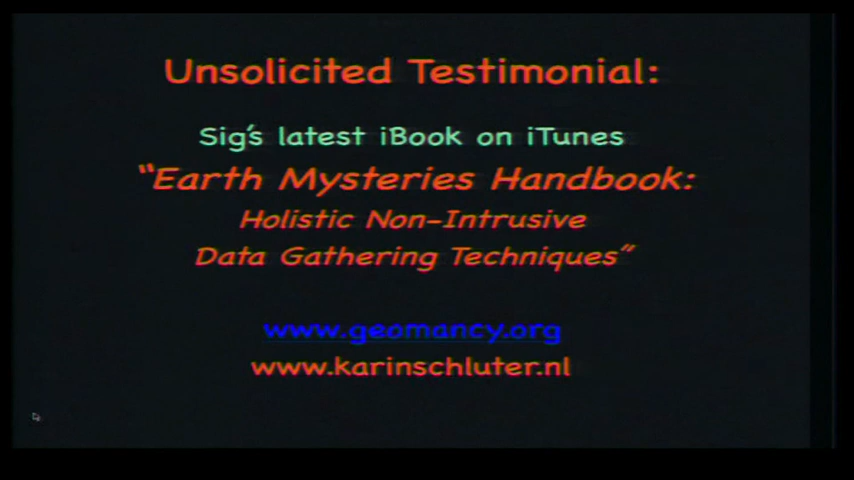 Unsolicited Testimonial:
Sig's latest iBook on iTunes
"Earth Mysteries Handbook:
Holistic Non-Intrusive
Data Gathering Techniques"
www.geomancy.org
www.karinschluter.nl